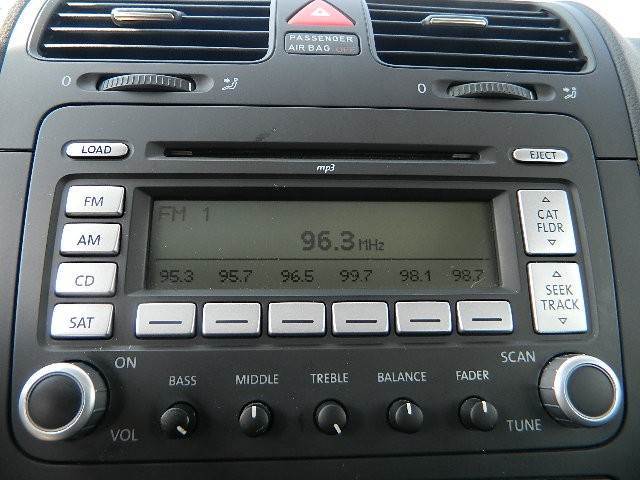 PASSENGER
AIR BAG OFF
0
0
LOAD
EJECT
mp3
FM
AM
CD
SAT
FM 1
96.3 MHz
95.3 95.7 96.5 99.7 98.1 98.7
CAT
FLDR
SEEK
TRACK
ON
VOL
BASS
MIDDLE
TREBLE
BALANCE
FADER
SCAN
TUNE